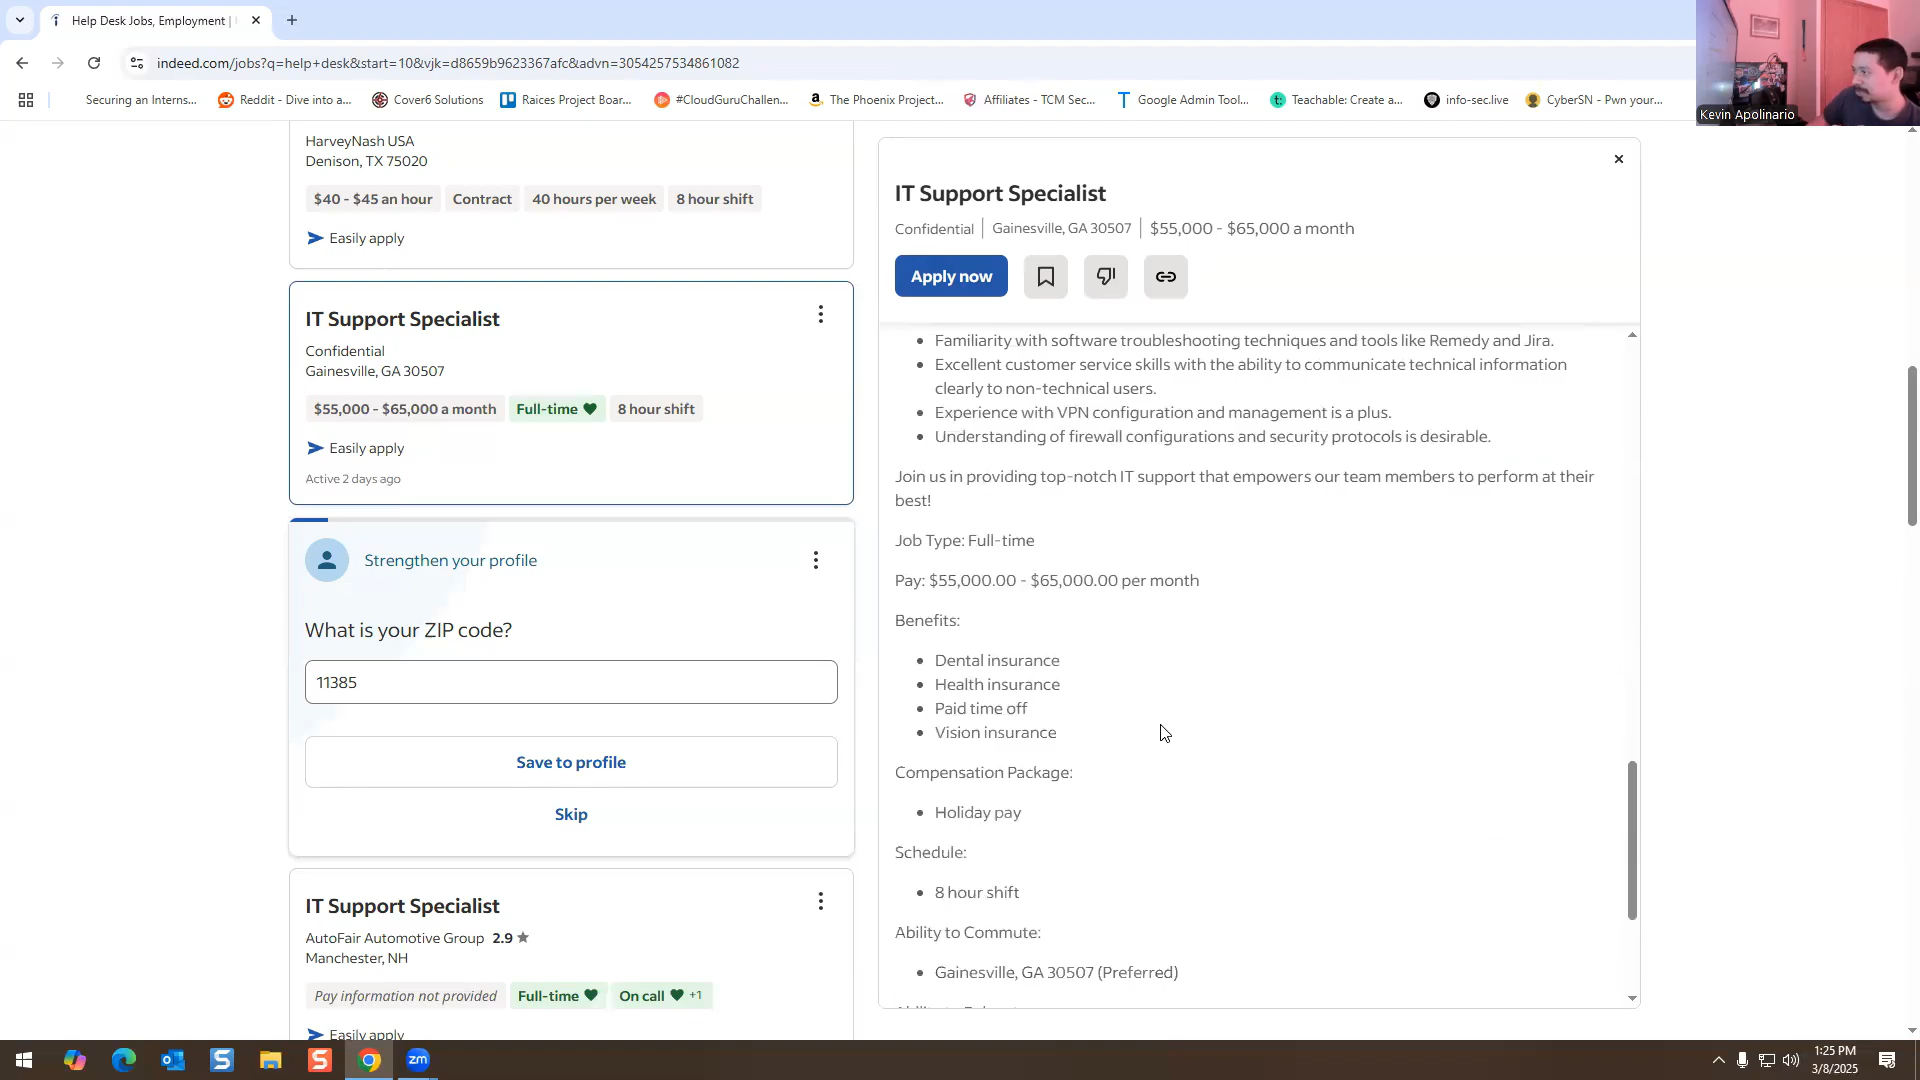 Help Desk Jobs, Employment |
indeed.com/jobs?q=help+desk&start=10&vjk=d8659b9623367afc&advn=3054257534861082
Securing an Interns...
Reddit - Dive into a...
Cover6 Solutions
Raices Project Boar...
#CloudGuruChallen...
The Phoenix Project...
Affiliates - TCM Sec...
Google Admin Tool...
Teachable: Create a...
info-sec.live
CyberSN - Pwn your...
Kevin Apolinario
HarveyNash USA
Denison, TX 75020
$40 - $45 an hour
Contract
40 hours per week
8 hour shift
Easily apply
IT Support Specialist
Confidential
Gainesville, GA 30507
$55,000 - $65,000 a month
Full-time
8 hour shift
Easily apply
Active 2 days ago
Strengthen your profile
What is your ZIP code?
11385
Save to profile
Skip
IT Support Specialist
AutoFair Automotive Group 2.9
Manchester, NH
Pay information not provided
Full-time
On call +1
Easily apply
IT Support Specialist
Confidential
Gainesville, GA 30507
$55,000 - $65,000 a month
Apply now
Familiarity with software troubleshooting techniques and tools like Remedy and Jira.
Excellent customer service skills with the ability to communicate technical information
clearly to non-technical users.
Experience with VPN configuration and management is a plus.
Understanding of firewall configurations and security protocols is desirable.
Join us in providing top-notch IT support that empowers our team members to perform at their
best!
Job Type: Full-time
Pay: $55,000.00 - $65,000.00 per month
Benefits:
Dental insurance
Health insurance
Paid time off
Vision insurance
Compensation Package:
Holiday pay
Schedule:
8 hour shift
Ability to Commute:
Gainesville, GA 30507 (Preferred)
zm
1:25 PM
3/8/2025